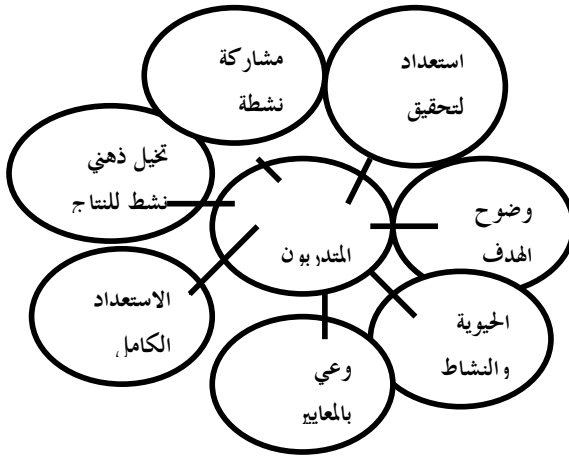 استعداد
لتحقيق
مشاركة
نشطة
تخيل ذهني
نشط للنتاج
وضوح
الهدف
المتدربون
الاستعداد
الكامل
الحيوية
والنشاط
وعي
بالمعايير